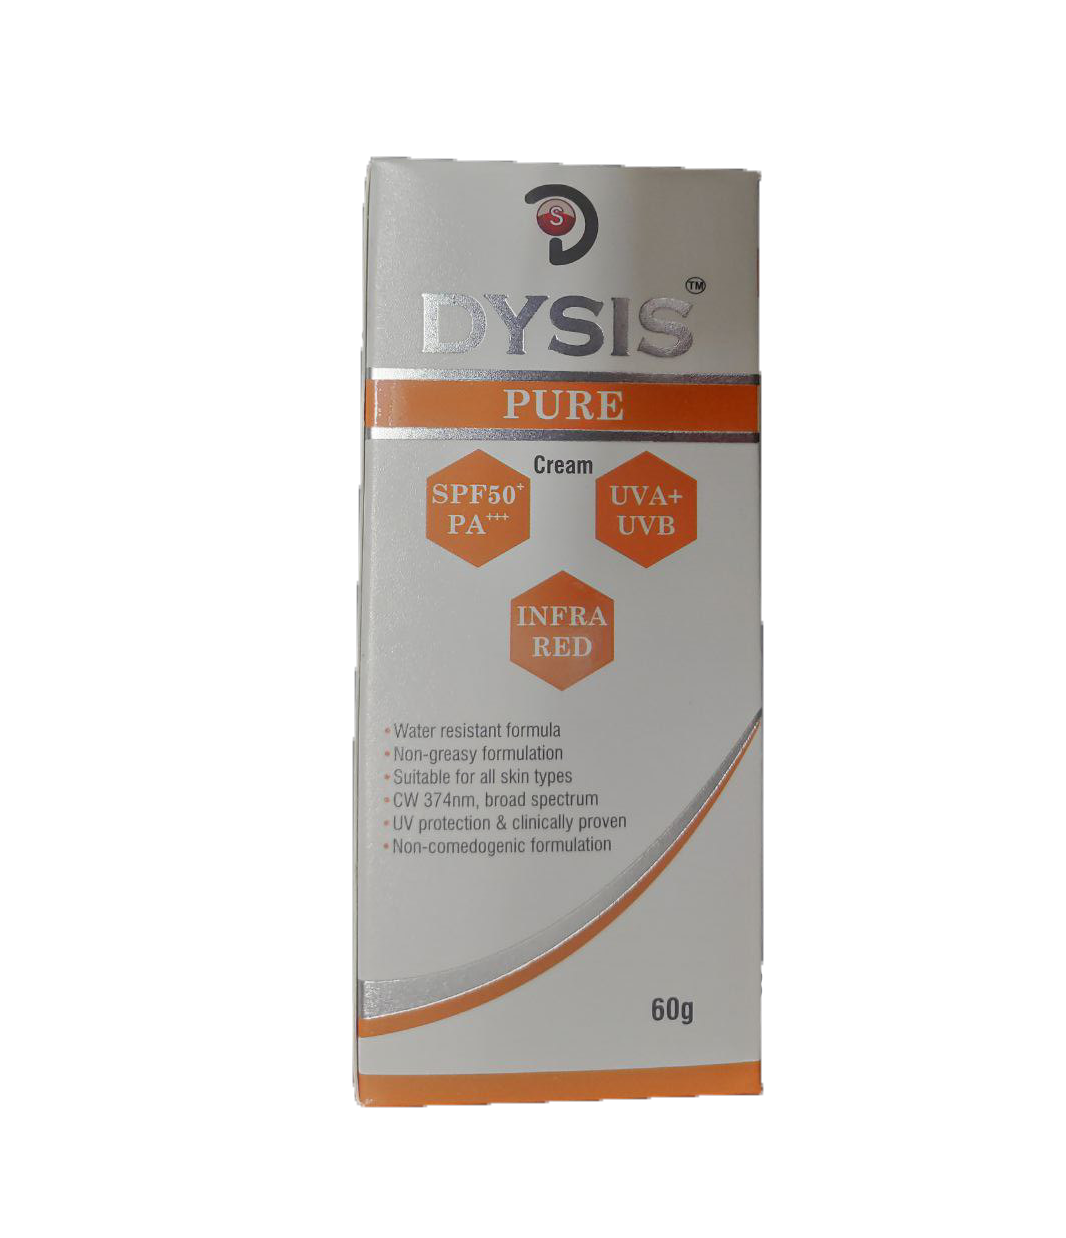 S
DYSIS™
PURE
Cream
SPF50⁺
PA⁺⁺⁺
UVA+
UVB
INFRA
RED
•Water resistant formula
•Non-greasy formulation
•Suitable for all skin types
•CW 374nm, broad spectrum
•UV protection & clinically proven
•Non-comedogenic formulation
60g